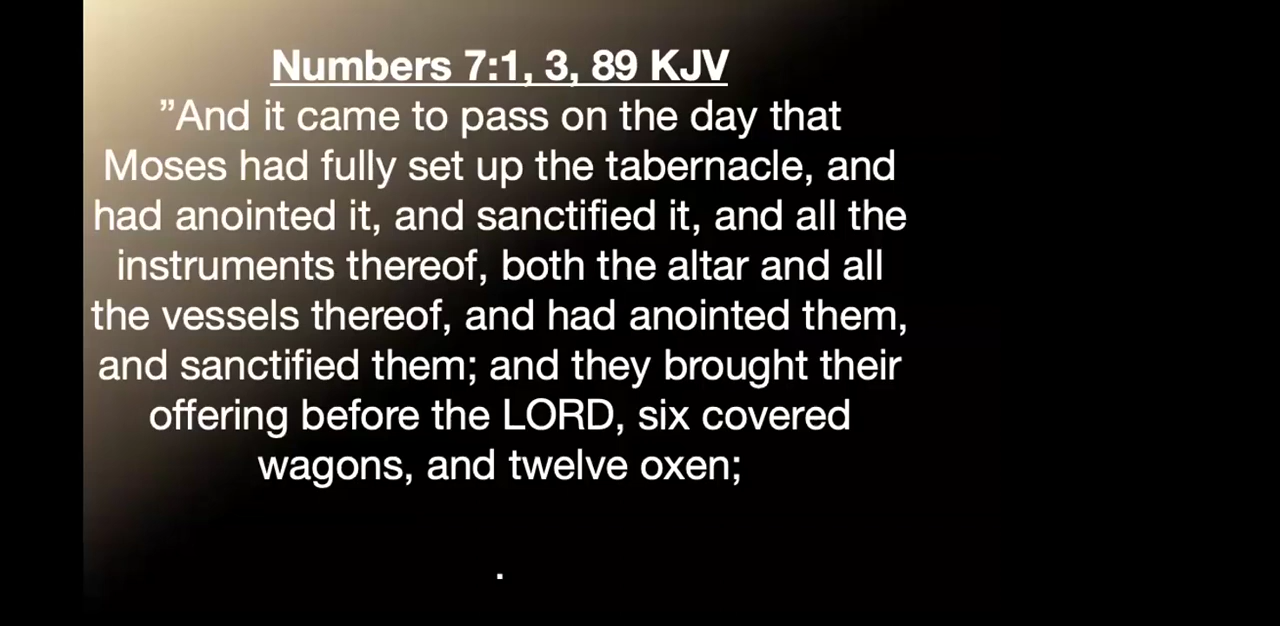 Numbers 7:1, 3, 89 KJV
”And it came to pass on the day that
Moses had fully set up the tabernacle, and
had anointed it, and sanctified it, and all the
instruments thereof, both the altar and all
the vessels thereof, and had anointed them,
and sanctified them; and they brought their
offering before the LORD, six covered
wagons, and twelve oxen;
.